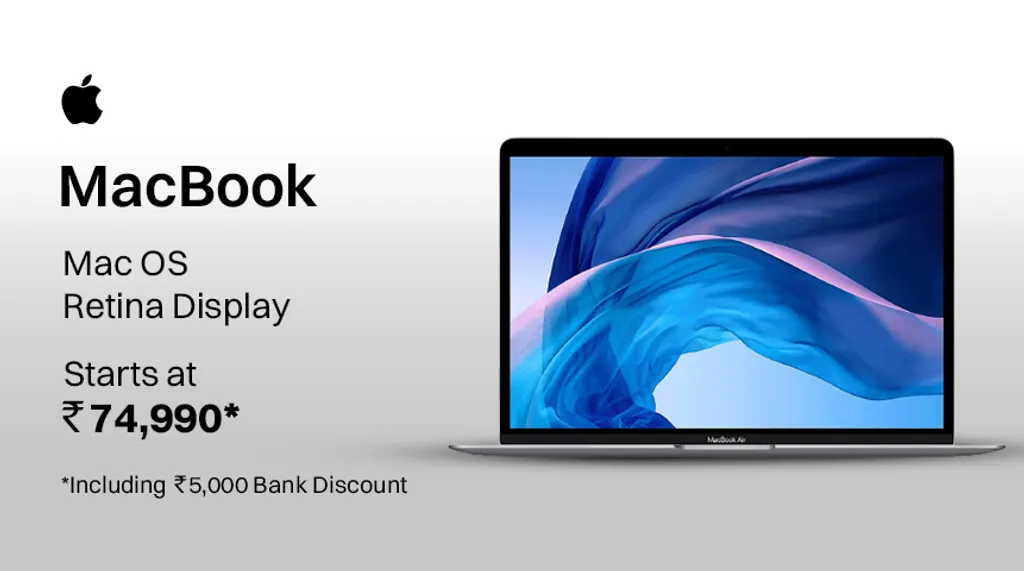 MacBook
Mac OS
Retina Display
Starts at
₹74,990*
*Including ₹5,000 Bank Discount
MacBook Air